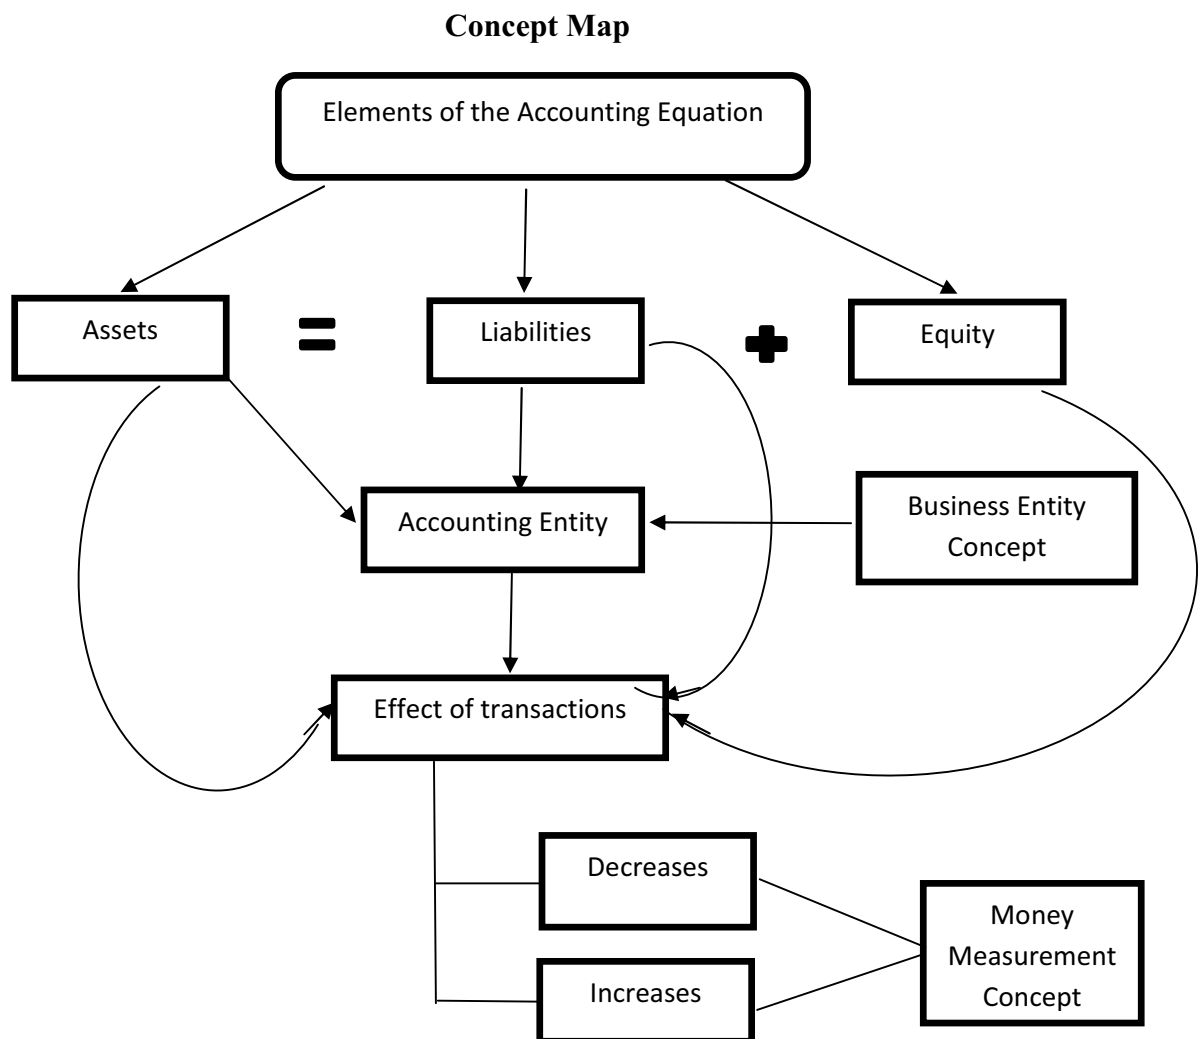 Concept Map
Elements of the Accounting Equation
Assets
=
Liabilities
+
Equity
Accounting Entity
Business Entity
Concept
Effect of transactions
Decreases
Increases
Money
Measurement
Concept